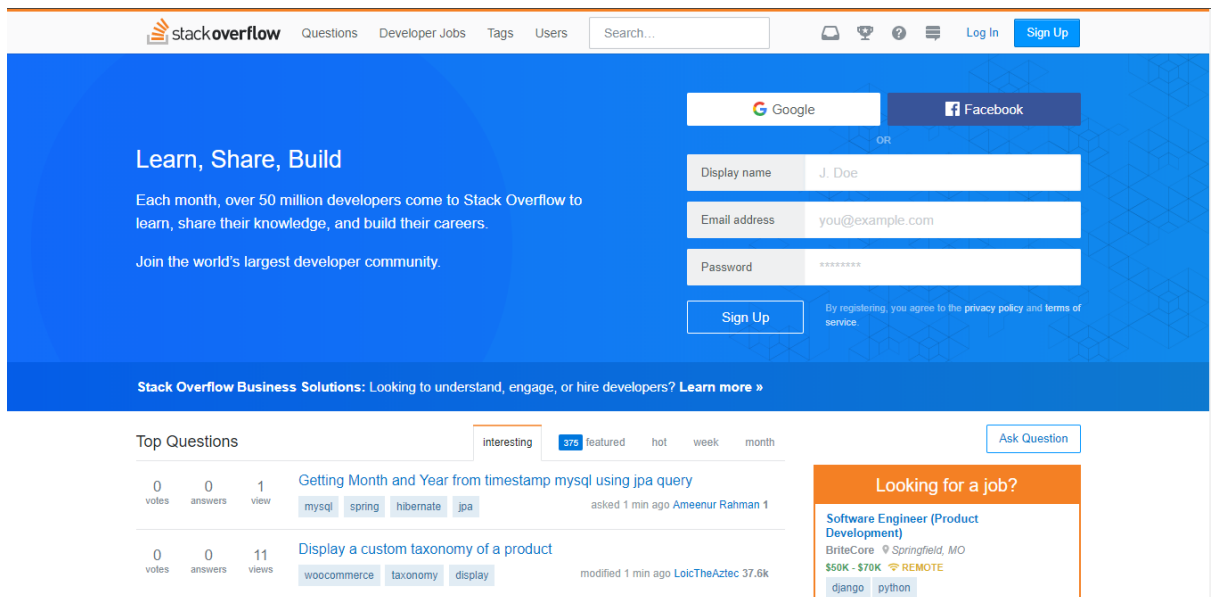 stackoverflow Questions Developer Jobs Tags Users Search... Log In Sign Up
Google Facebook
OR
Learn, Share, Build
Each month, over 50 million developers come to Stack Overflow to
learn, share their knowledge, and build their careers.
Join the world's largest developer community.
Display name J. Doe
Email address you@example.com
Password ********
Sign Up By registering, you agree to the privacy policy and terms of
service.
Stack Overflow Business Solutions: Looking to understand, engage, or hire developers? Learn more »
Top Questions interesting 375 featured hot week month
0 0 1
votes answers view
Getting Month and Year from timestamp mysql using jpa query
mysql spring hibernate jpa asked 1 min ago Ameenur Rahman 1
0 0 11
votes answers views
Display a custom taxonomy of a product
woocommerce taxonomy display modified 1 min ago LoicTheAztec 37.6k
Ask Question
Looking for a job?
Software Engineer (Product
Development)
BriteCore Springfield, MO
$50K - $70K REMOTE
django python